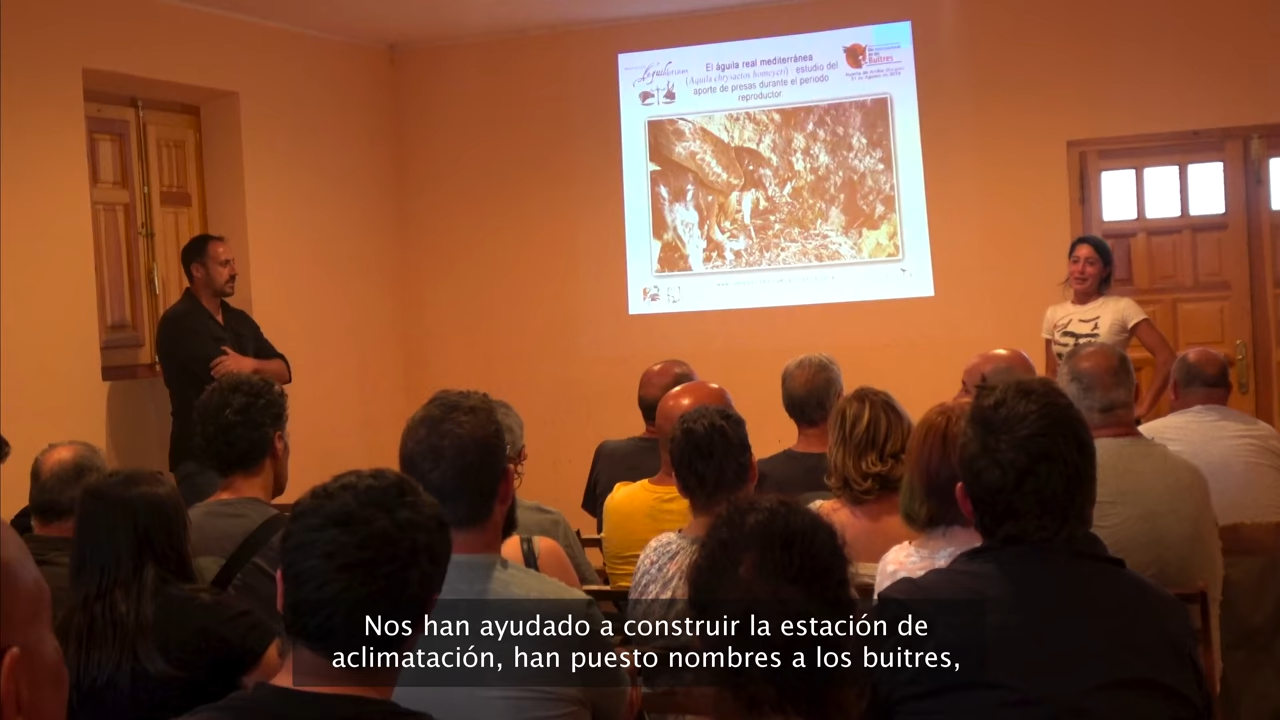 El águila real mediterránea
(Aquila chrysaetos homeyeri) estudio del
aporte de presas durante el periodo
reproductor
Buitres
Nos han ayudado a construir la estación de
aclimatación, han puesto nombres a los buitres,